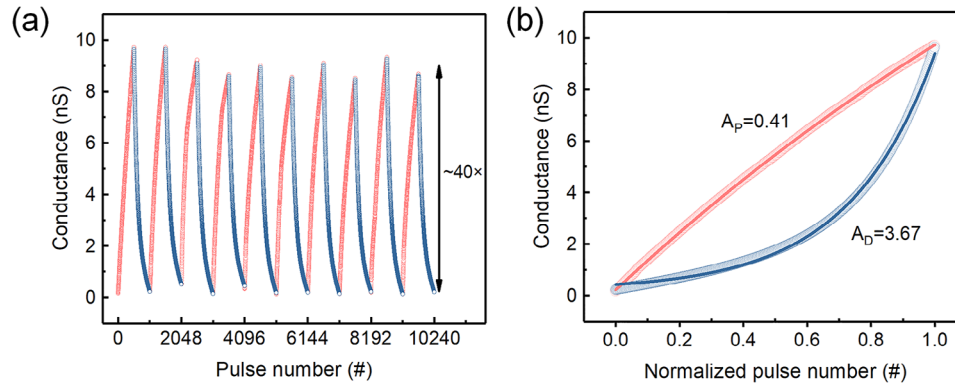 (a)
Conductance (nS)
10
8
6
4
2
0
~40×
0 2048 4096 6144 8192 10240
Pulse number (#)
(b)
Conductance (nS)
10
8
6
4
2
0
A_P=0.41
A_D=3.67
0.0 0.2 0.4 0.6 0.8 1.0
Normalized pulse number (#)